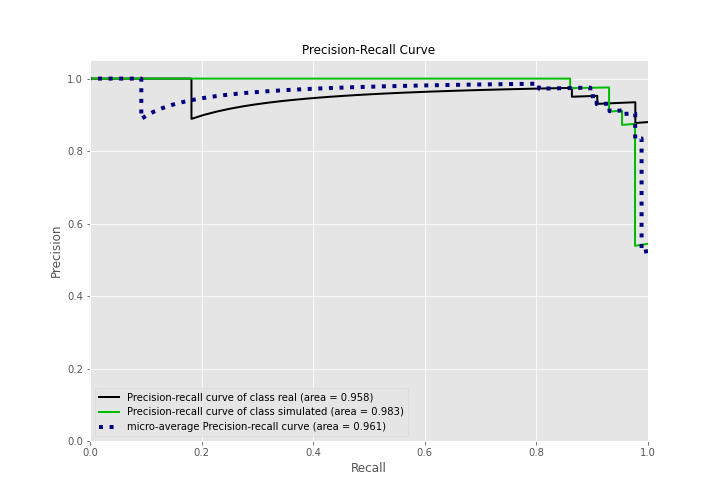 Precision-Recall Curve
1.0
0.8
0.6
0.4
0.2
0.0
Precision
Precision-recall curve of class real (area = 0.958)
Precision-recall curve of class simulated (area = 0.983)
micro-average Precision-recall curve (area = 0.961)
0.0 0.2 0.4 0.6 0.8 1.0
Recall